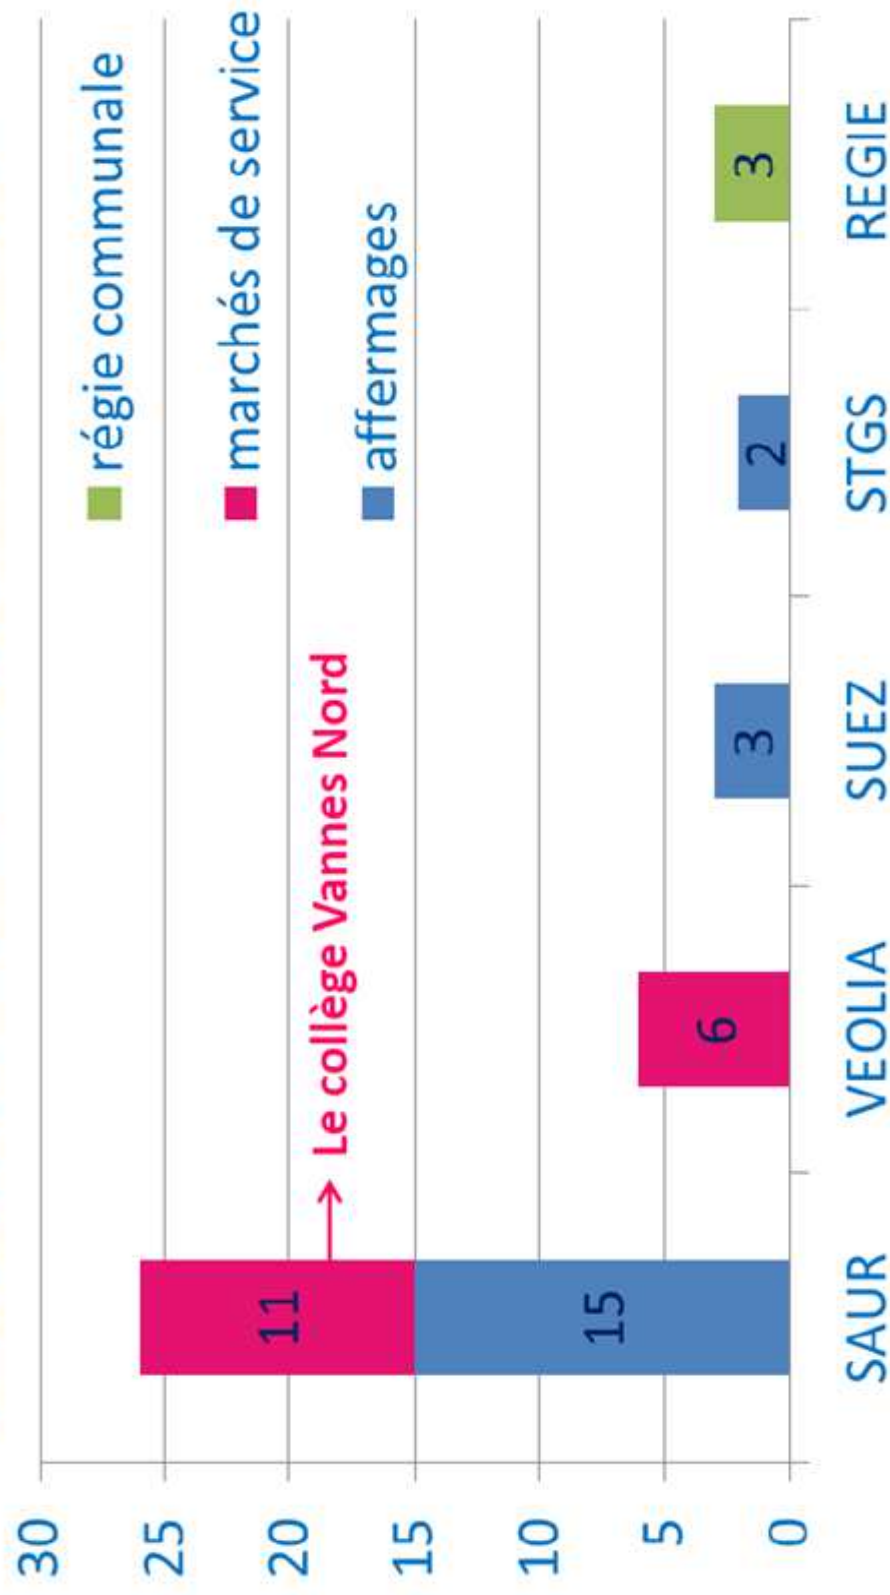 30
25
20
15
10
5
0
régie communale
marchés de service
affermages
Le collège Vannes Nord
11
15
6
3
2
3
SAUR
VEOLIA
SUEZ
STGS
REGIE